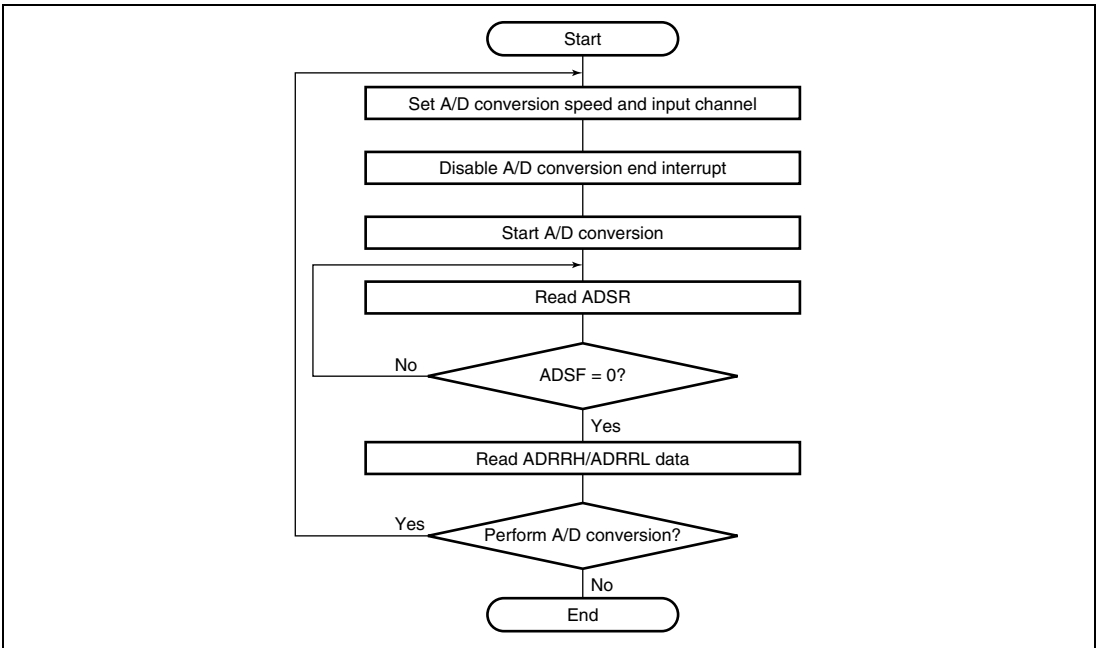 Start
Set A/D conversion speed and input channel
Disable A/D conversion end interrupt
Start A/D conversion
Read ADSR
No
ADSF = 0?
Yes
Read ADRRH/ADRRL data
Yes
Perform A/D conversion?
No
End